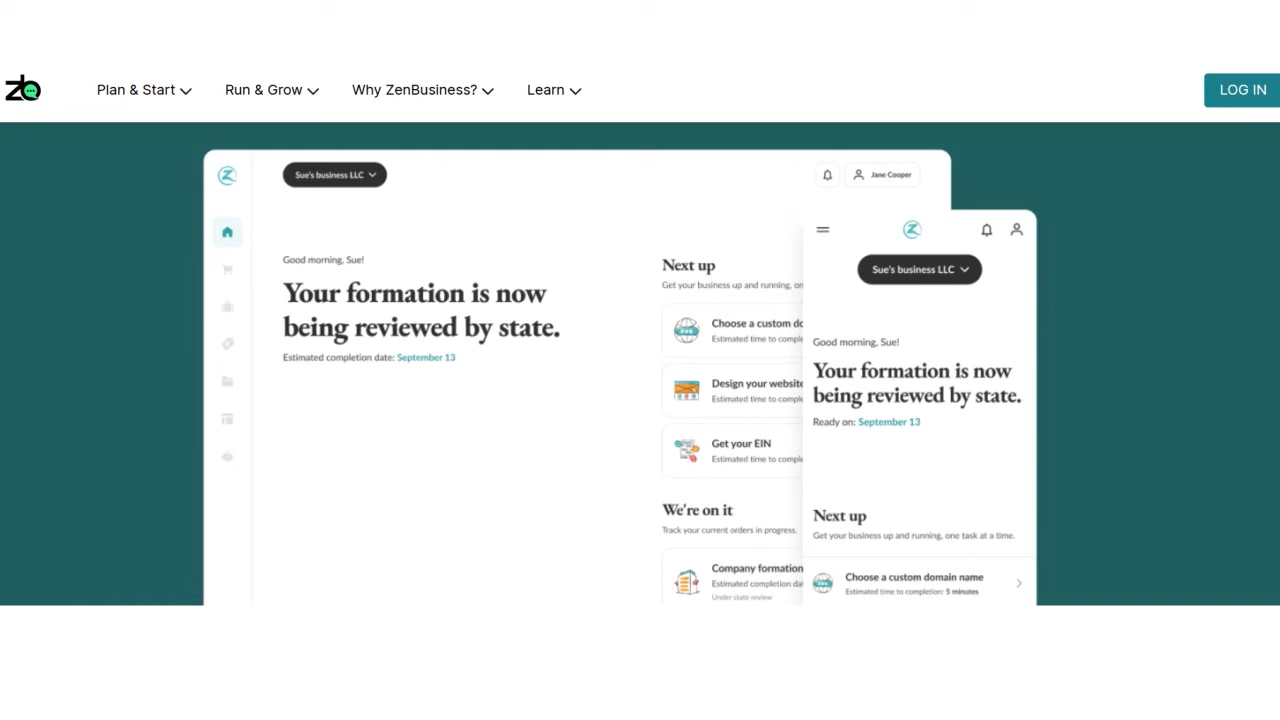 zb
Plan & Start
Run & Grow
Why ZenBusiness?
Learn
LOG IN
Sue's business LLC
Jane Cooper
Good morning, Sue!
Your formation is now
being reviewed by state.
Estimated completion date: September 13
Next up
Get your business up and running, on
Choose a custom do
Estimated time to comple
Design your website
Estimated time to comple
Get your EIN
Estimated time to comple
We're on it
Track your current orders in progress.
Company formation
Estimated completion da
Under state review
Sue's business LLC
Good morning, Sue!
Your formation is now
being reviewed by state.
Ready on: September 13
Next up
Get your business up and running, one task at a time.
Choose a custom domain name
Estimated time to completion: 5 minutes